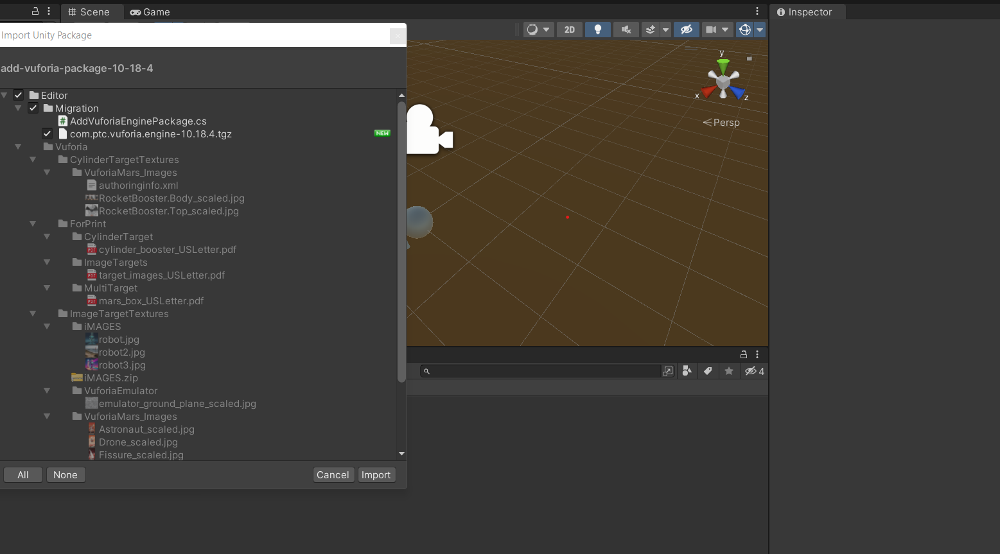 Scene
Game
Inspector
Import Unity Package
2D
add-vuforia-package-10-18-4
y
x
z
Persp
Editor
Migration
AddVuforiaEnginePackage.cs
com.ptc.vuforia.engine-10.18.4.tgz
NEW
Vuforia
CylinderTargetTextures
VuforiaMars_Images
authoringinfo.xml
RocketBooster.Body_scaled.jpg
RocketBooster.Top_scaled.jpg
ForPrint
CylinderTarget
PDF
cylinder_booster_USLetter.pdf
ImageTargets
PDF
target_images_USLetter.pdf
MultiTarget
PDF
mars_box_USLetter.pdf
ImageTargetTextures
iMAGES
robot.jpg
robot2.jpg
robot3.jpg
iMAGES.zip
VuforiaEmulator
emulator_ground_plane_scaled.jpg
VuforiaMars_Images
Astronaut_scaled.jpg
Drone_scaled.jpg
Fissure_scaled.jpg
4
All
None
Cancel
Import